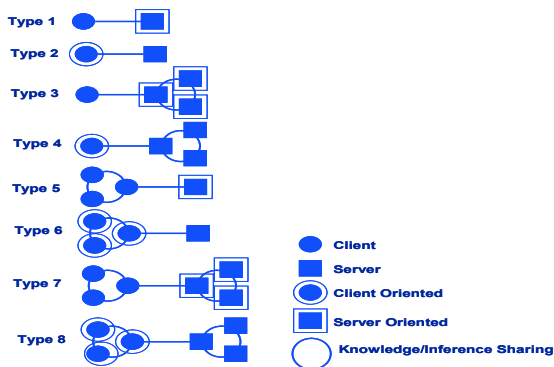 Type 1
Type 2
Type 3
Type 4
Type 5
Type 6
Type 7
Type 8
Client
Server
Client Oriented
Server Oriented
Knowledge/Inference Sharing